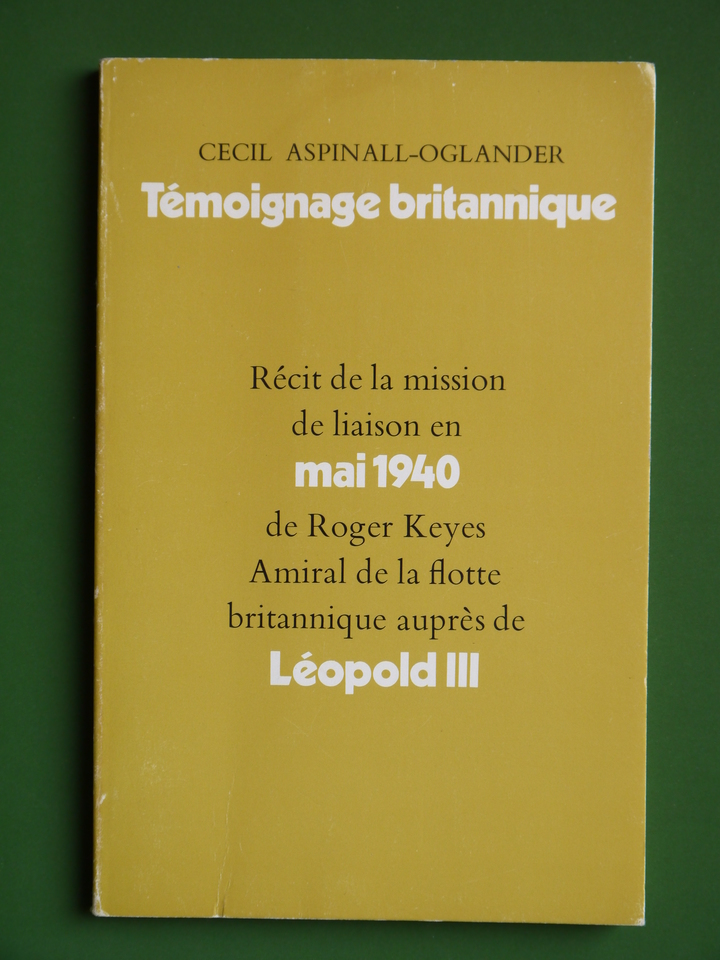 CECIL ASPINALL-OGLANDER
Témoignage britannique
Récit de la mission
de liaison en
mai 1940
de Roger Keyes
Amiral de la flotte
britannique auprès de
Léopold III